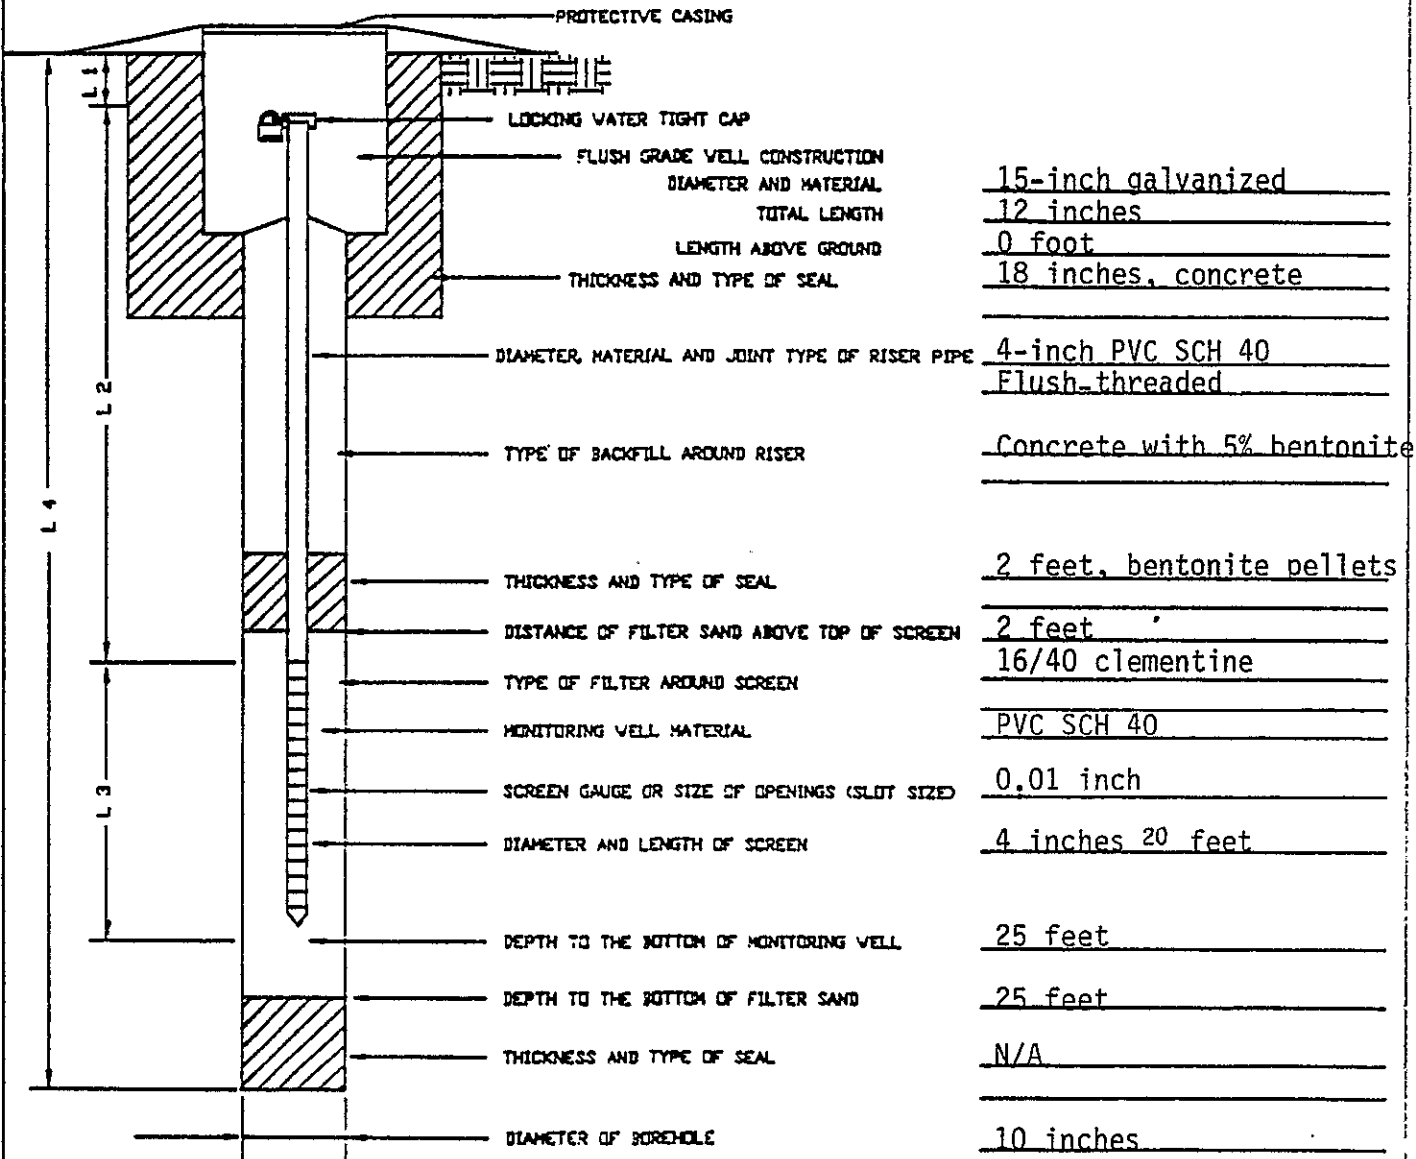 PROTECTIVE CASING
L 1
LOCKING WATER TIGHT CAP
FLUSH GRADE WELL CONSTRUCTION
DIAMETER AND MATERIAL 15-inch galvanized
TOTAL LENGTH 12 inches
LENGTH ABOVE GROUND 0 foot
THICKNESS AND TYPE OF SEAL 18 inches, concrete
DIAMETER, MATERIAL AND JOINT TYPE OF RISER PIPE 4-inch PVC SCH 40
Flush-threaded
L 2
TYPE OF BACKFILL AROUND RISER Concrete with 5% bentonite
L 4
THICKNESS AND TYPE OF SEAL 2 feet, bentonite pellets
DISTANCE OF FILTER SAND ABOVE TOP OF SCREEN 2 feet
TYPE OF FILTER AROUND SCREEN 16/40 clementine
MONITORING WELL MATERIAL PVC SCH 40
L 3
SCREEN GAUGE OR SIZE OF OPENINGS (SLOT SIZE) 0.01 inch
DIAMETER AND LENGTH OF SCREEN 4 inches 20 feet
DEPTH TO THE BOTTOM OF MONITORING WELL 25 feet
DEPTH TO THE BOTTOM OF FILTER SAND 25 feet
THICKNESS AND TYPE OF SEAL N/A
DIAMETER OF BOREHOLE 10 inches